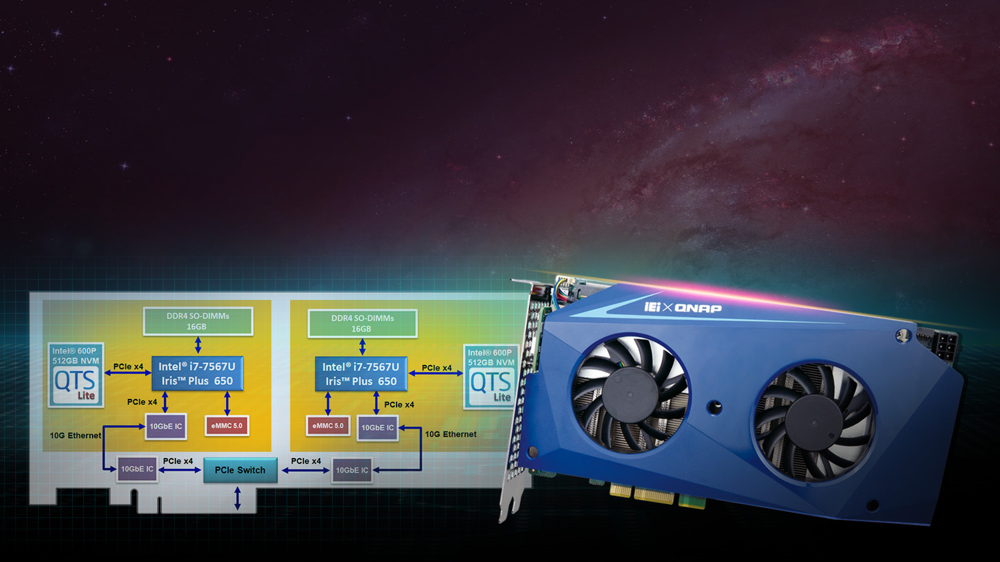 DDR4 SO-DIMMs
16GB
Intel® 600P
512GB NVM
QTS
Lite
PCIe x4
Intel® i7-7567U
Iris™ Plus 650
PCIe x4
10GbE IC
eMMC 5.0
10G Ethernet
10GbE IC
PCIe x4
PCIe Switch
DDR4 SO-DIMMs
16GB
Intel® i7-7567U
Iris™ Plus 650
PCIe x4
Intel® 600P
512GB NVM
QTS
Lite
PCIe x4
eMMC 5.0
10GbE IC
10G Ethernet
PCIe x4
10GbE IC
IEi X QNAP